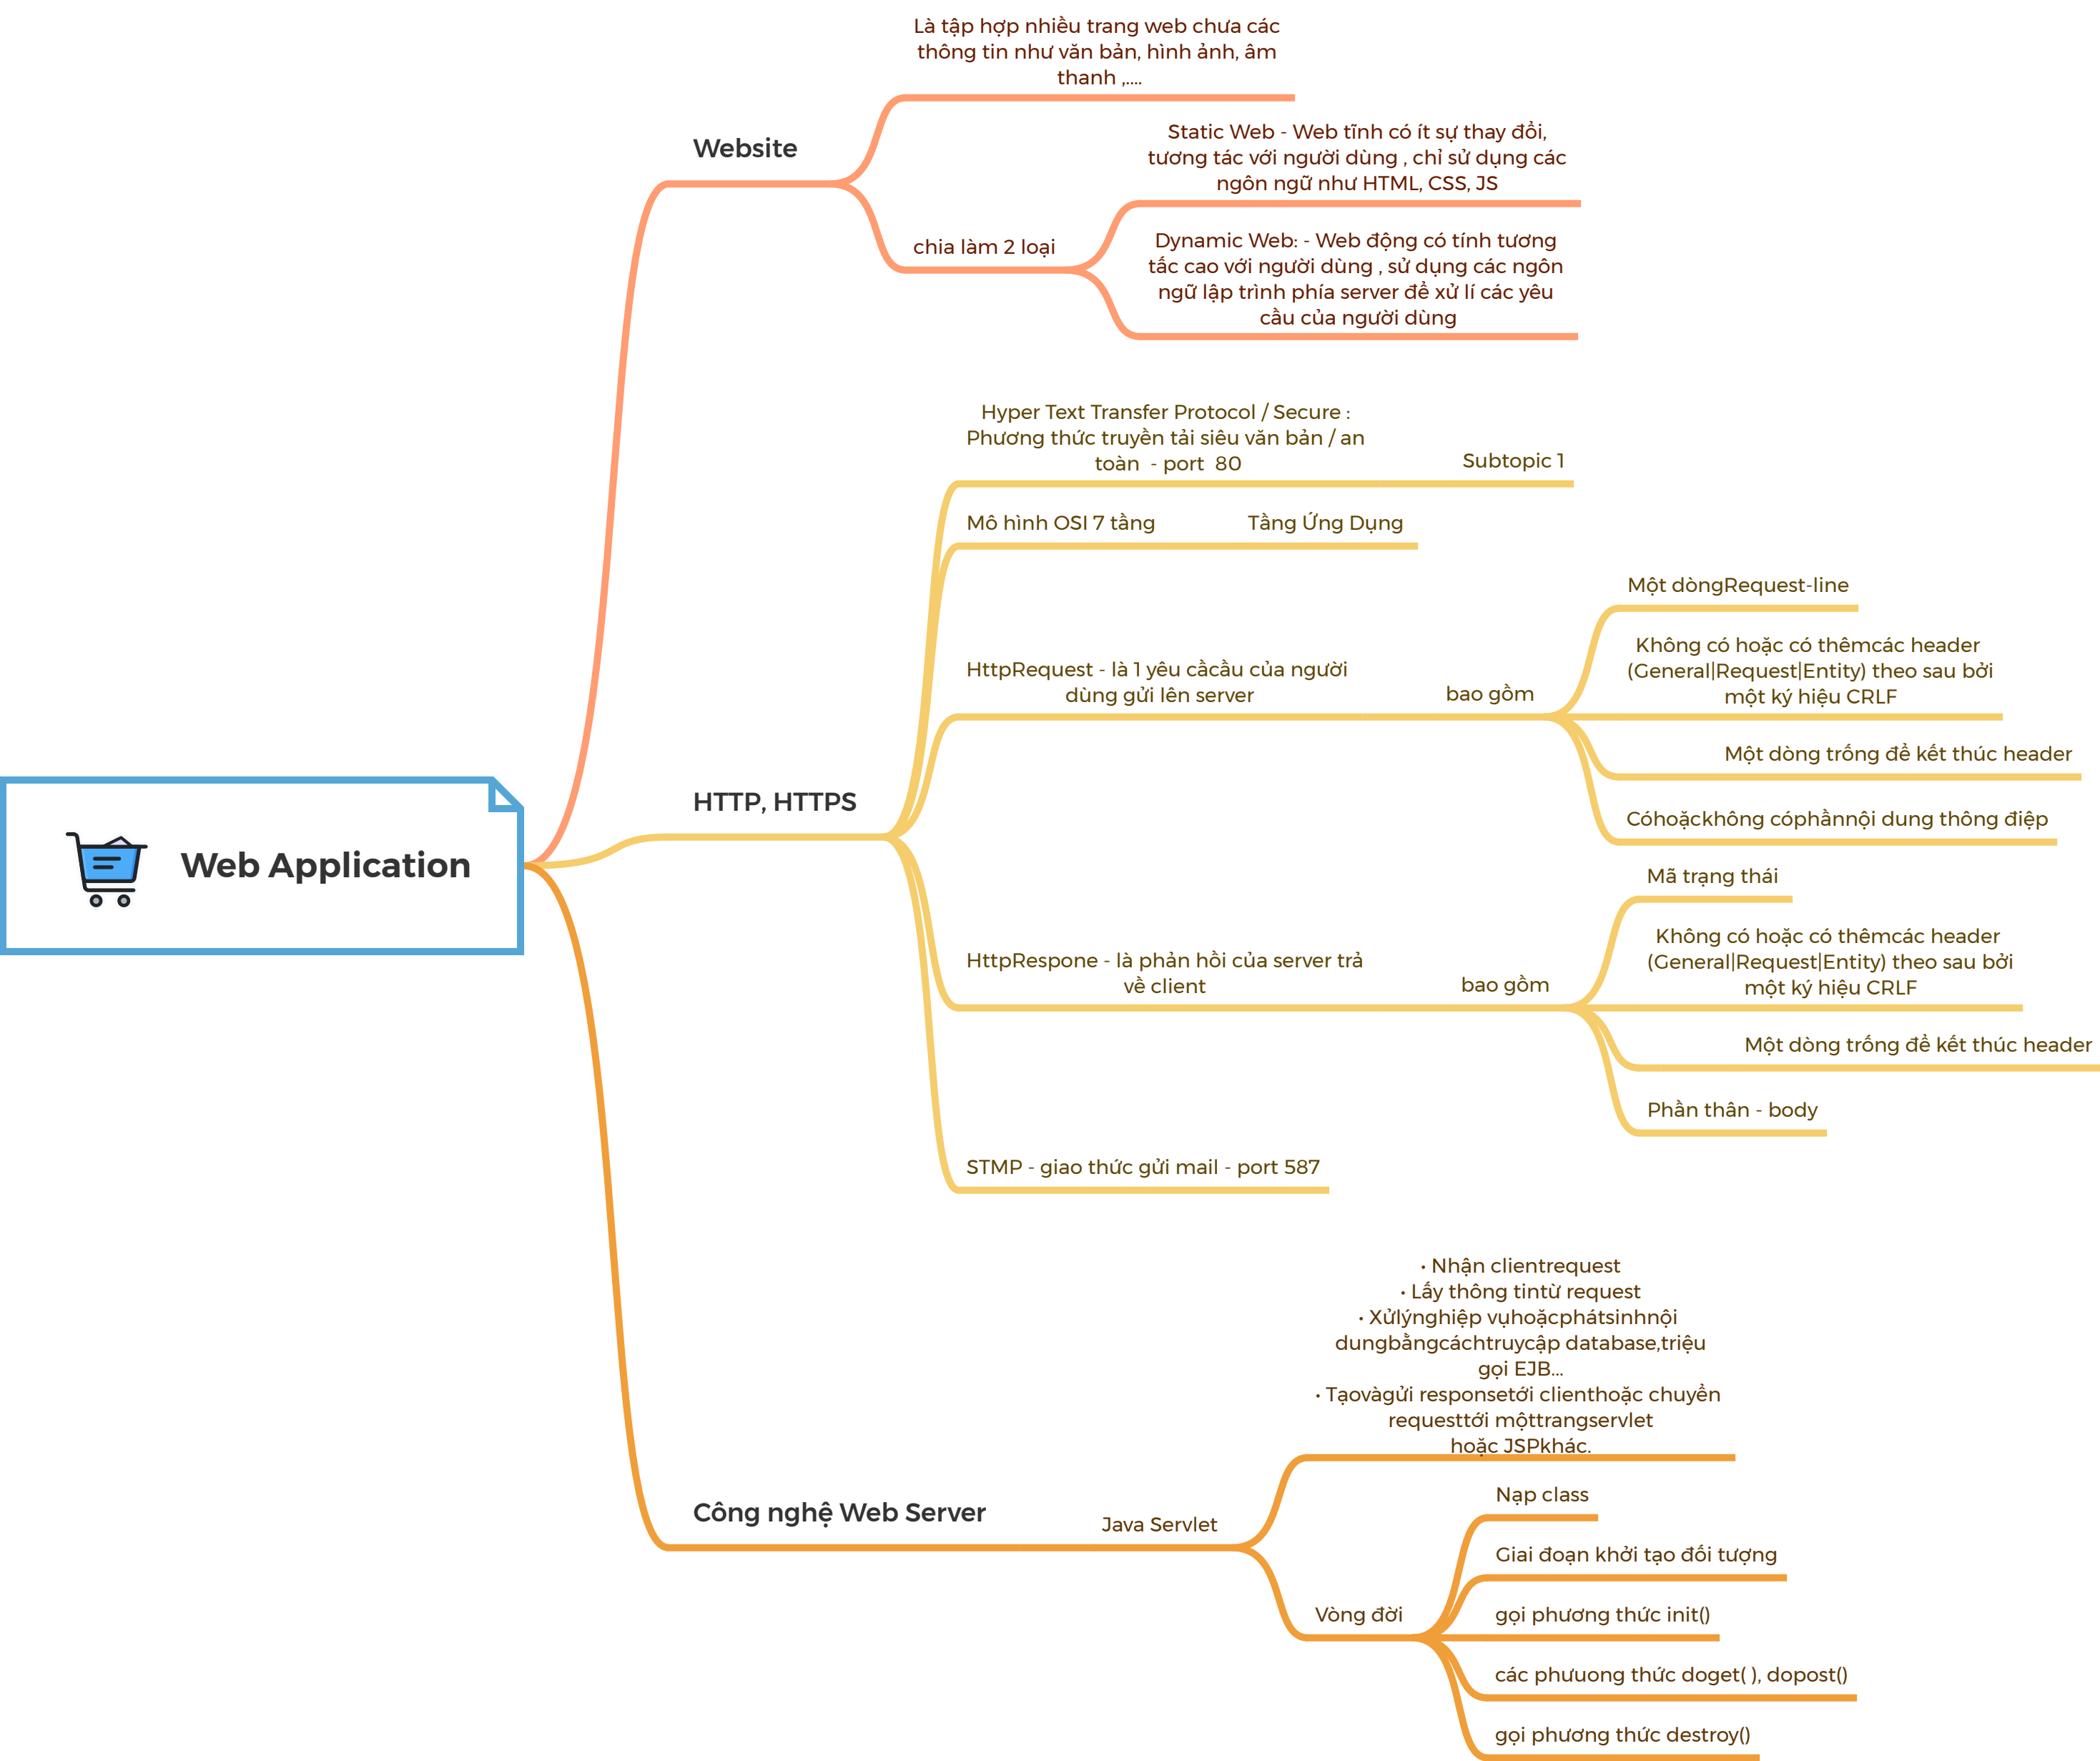 Là tập hợp nhiều trang web chưa các
thông tin như văn bản, hình ảnh, âm
thanh ,....
Website
Static Web - Web tĩnh có ít sự thay đổi,
tương tác với người dùng , chỉ sử dụng các
ngôn ngữ như HTML, CSS, JS
chia làm 2 loại
Dynamic Web: - Web động có tính tương
tấc cao với người dùng , sử dụng các ngôn
ngữ lập trình phía server để xử lí các yêu
cầu của người dùng
Hyper Text Transfer Protocol / Secure :
Phương thức truyền tải siêu văn bản / an
toàn  - port  80
Subtopic 1
Mô hình OSI 7 tầng
Tầng Ứng Dụng
Một dòngRequest-line
Không có hoặc có thêmcác header
(General|Request|Entity) theo sau bởi
một ký hiệu CRLF
HttpRequest - là 1 yêu cầcầu của người
dùng gửi lên server
bao gồm
Một dòng trống để kết thúc header
HTTP, HTTPS
Cóhoặckhông cóphầnnội dung thông điệp
Web Application
Mã trạng thái
Không có hoặc có thêmcác header
(General|Request|Entity) theo sau bởi
một ký hiệu CRLF
HttpRespone - là phản hồi của server trả
về client
bao gồm
Một dòng trống để kết thúc header
Phần thân - body
STMP - giao thức gửi mail - port 587
• Nhận clientrequest
• Lấy thông tintừ request
• Xửlýnghiệp vụhoặcphátsinhnội
dungbằngcáchtruycập database,triệu
gọi EJB...
• Tạovàgửi responsetới clienthoặc chuyển
requesttới mộttrangservlet
hoặc JSPkhác.
Công nghệ Web Server
Java Servlet
Nạp class
Giai đoạn khởi tạo đối tượng
Vòng đời
gọi phương thức init()
các phưuong thức doget( ), dopost()
gọi phương thức destroy()